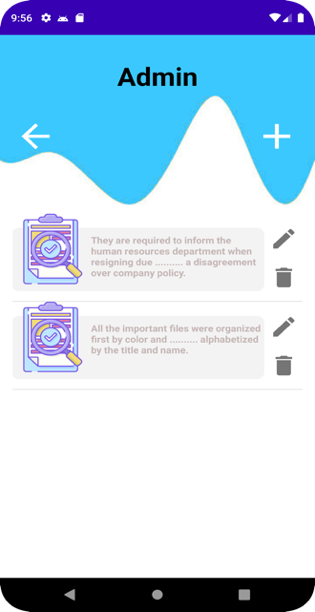 9:56
Admin
They are required to inform the
human resources department when
resigning due .......... a disagreement
over company policy.
All the important files were organized
first by color and .......... alphabetized
by the title and name.